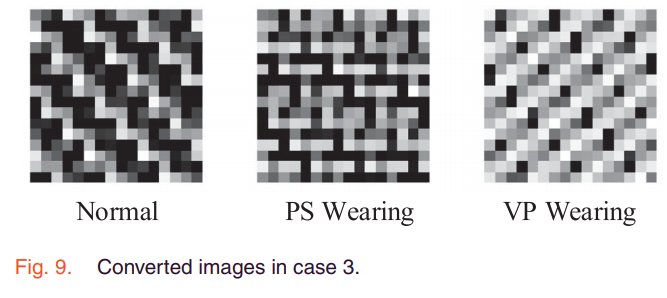 Normal
PS Wearing
VP Wearing
Fig. 9. Converted images in case 3.